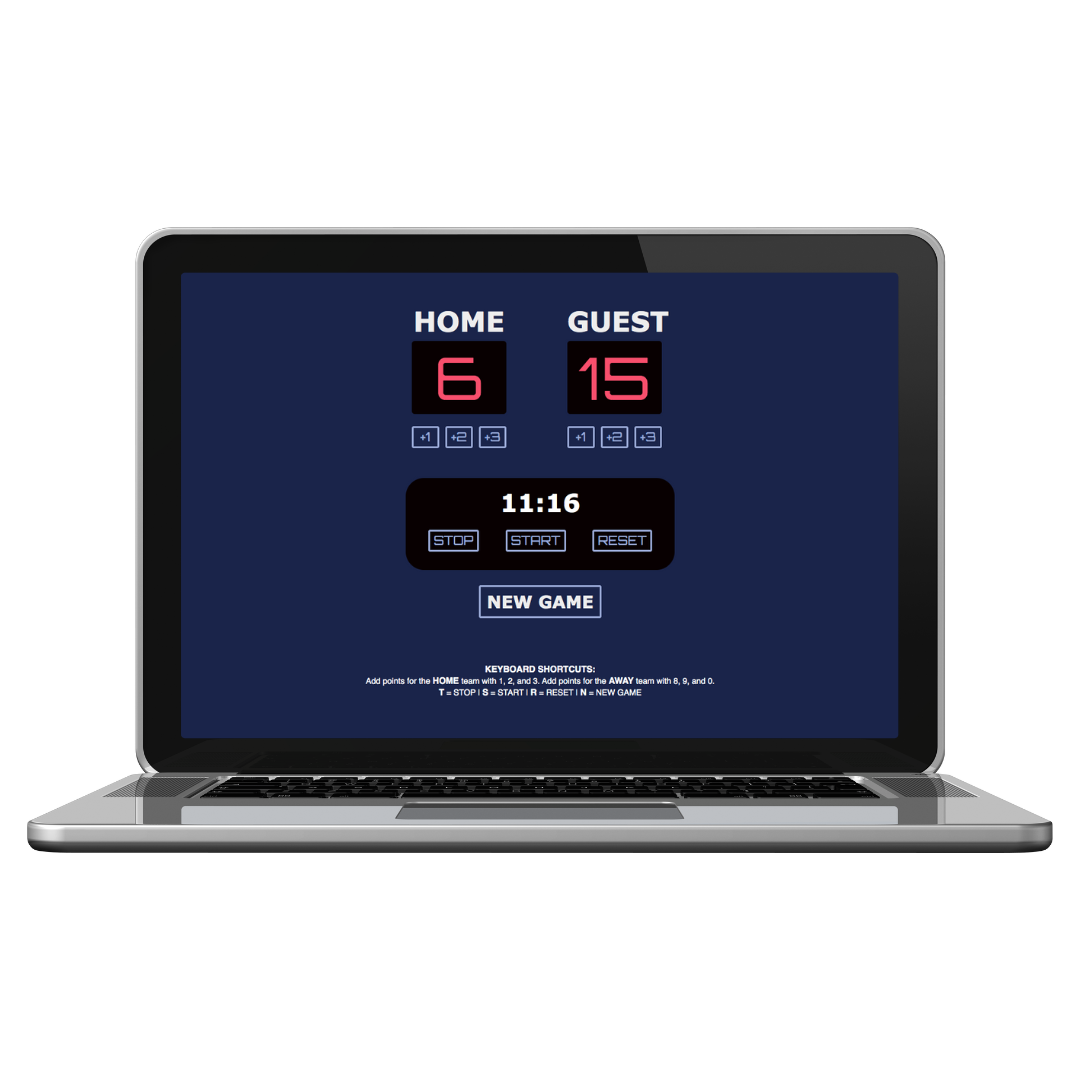 HOME GUEST
6 15
+1 +2 +3 +1 +2 +3
11:16
STOP START RESET
NEW GAME
KEYBOARD SHORTCUTS:
Add points for the HOME team with 1, 2, and 3. Add points for the AWAY team with 8, 9, and 0.
T = STOP | S = START | R = RESET | N = NEW GAME